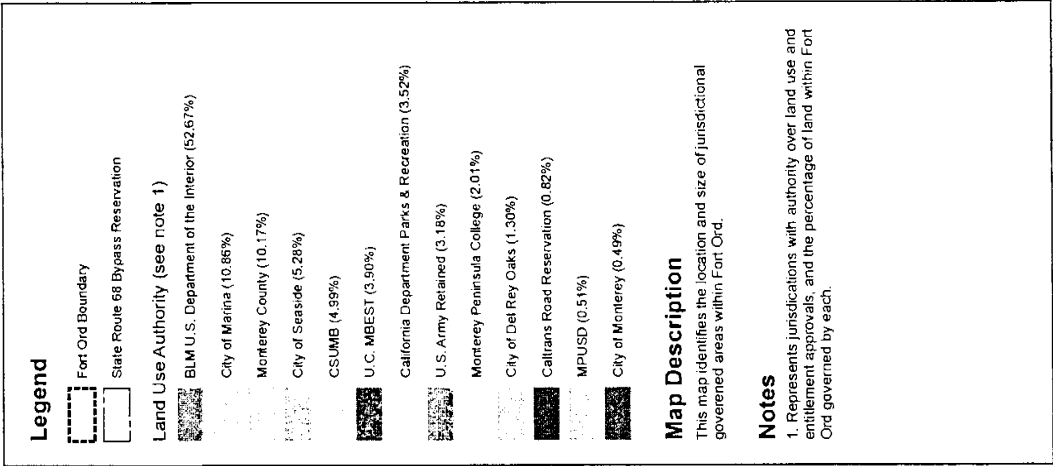 Legend
Fort Ord Boundary
State Route 68 Bypass Reservation
Land Use Authority (see note 1)
BLM U.S. Department of the Interior (52.67%)
City of Marina (10.86%)
Monterey County (10.17%)
City of Seaside (5.28%)
CSUMB (4.99%)
U.C. MBEST (3.90%)
California Department Parks & Recreation (3.52%)
U.S. Army Retained (3.18%)
Monterey Peninsula College (2.01%)
City of Del Rey Oaks (1.30%)
Caltrans Road Reservation (0.82%)
MPUSD (0.51%)
City of Monterey (0.49%)
Map Description
This map identifies the location and size of jurisdictional
goverened areas within Fort Ord.
Notes
1. Represents jurisdications with authority over land use and
entitlement approvals, and the percentage of land within Fort
Ord governed by each.